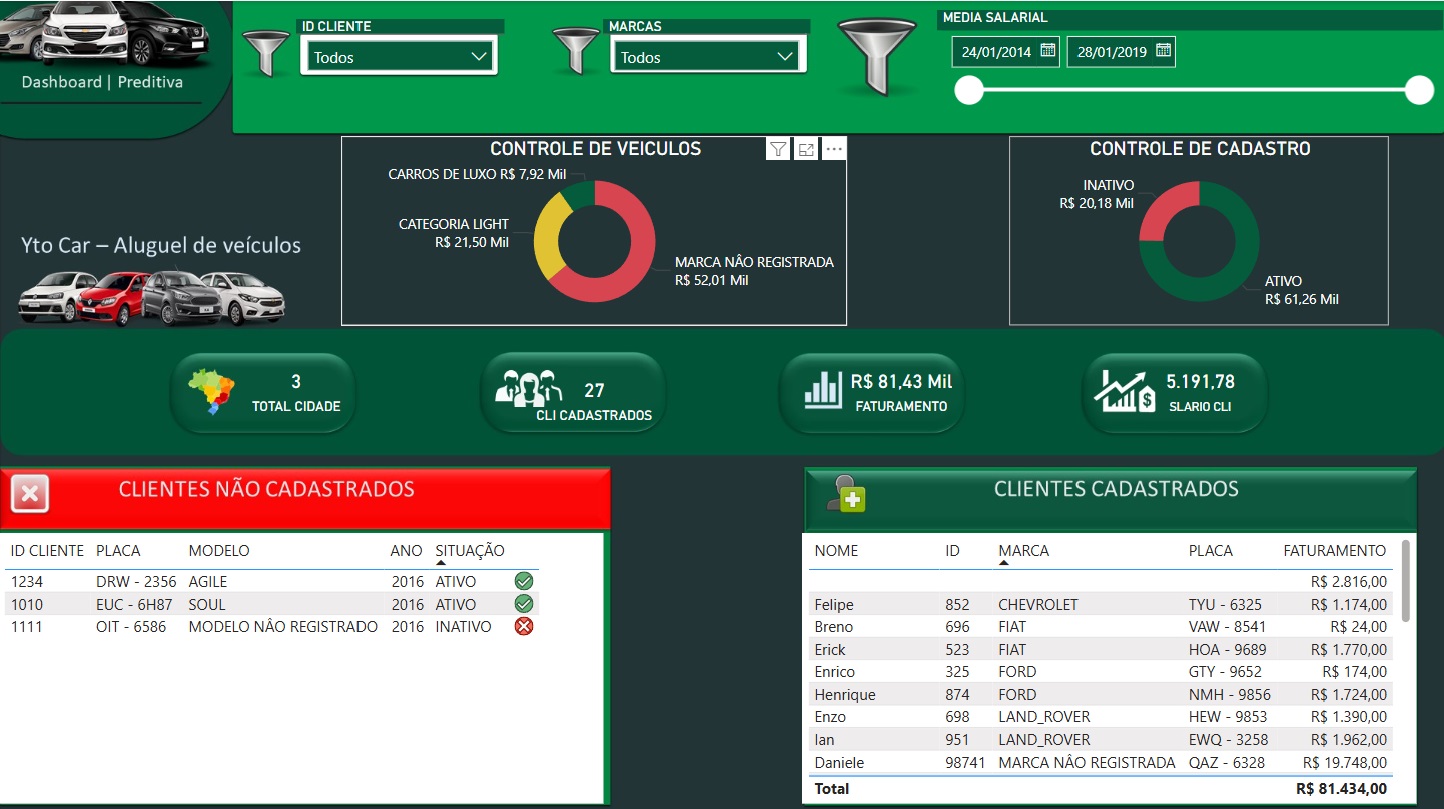 Dashboard | Preditiva
ID CLIENTE
Todos
MARCAS
Todos
MEDIA SALARIAL
24/01/2014
28/01/2019
Yto Car – Aluguel de veículos
CONTROLE DE VEICULOS
CARROS DE LUXO R$ 7,92 Mil
CATEGORIA LIGHT
R$ 21,50 Mil
MARCA NÂO REGISTRADA
R$ 52,01 Mil
CONTROLE DE CADASTRO
INATIVO
R$ 20,18 Mil
ATIVO
R$ 61,26 Mil
3
TOTAL CIDADE
27
CLI CADASTRADOS
R$ 81,43 Mil
FATURAMENTO
5.191,78
SLARIO CLI
CLIENTES NÃO CADASTRADOS
ID CLIENTE PLACA MODELO ANO SITUAÇÃO
1234 DRW - 2356 AGILE 2016 ATIVO
1010 EUC - 6H87 SOUL 2016 ATIVO
1111 OIT - 6586 MODELO NÂO REGISTRADO 2016 INATIVO
CLIENTES CADASTRADOS
NOME ID MARCA PLACA FATURAMENTO
R$ 2.816,00
Felipe 852 CHEVROLET TYU - 6325 R$ 1.174,00
Breno 696 FIAT VAW - 8541 R$ 24,00
Erick 523 FIAT HOA - 9689 R$ 1.770,00
Enrico 325 FORD GTY - 9652 R$ 174,00
Henrique 874 FORD NMH - 9856 R$ 1.724,00
Enzo 698 LAND_ROVER HEW - 9853 R$ 1.390,00
Ian 951 LAND_ROVER EWQ - 3258 R$ 1.962,00
Daniele 98741 MARCA NÂO REGISTRADA QAZ - 6328 R$ 19.748,00
Total R$ 81.434,00